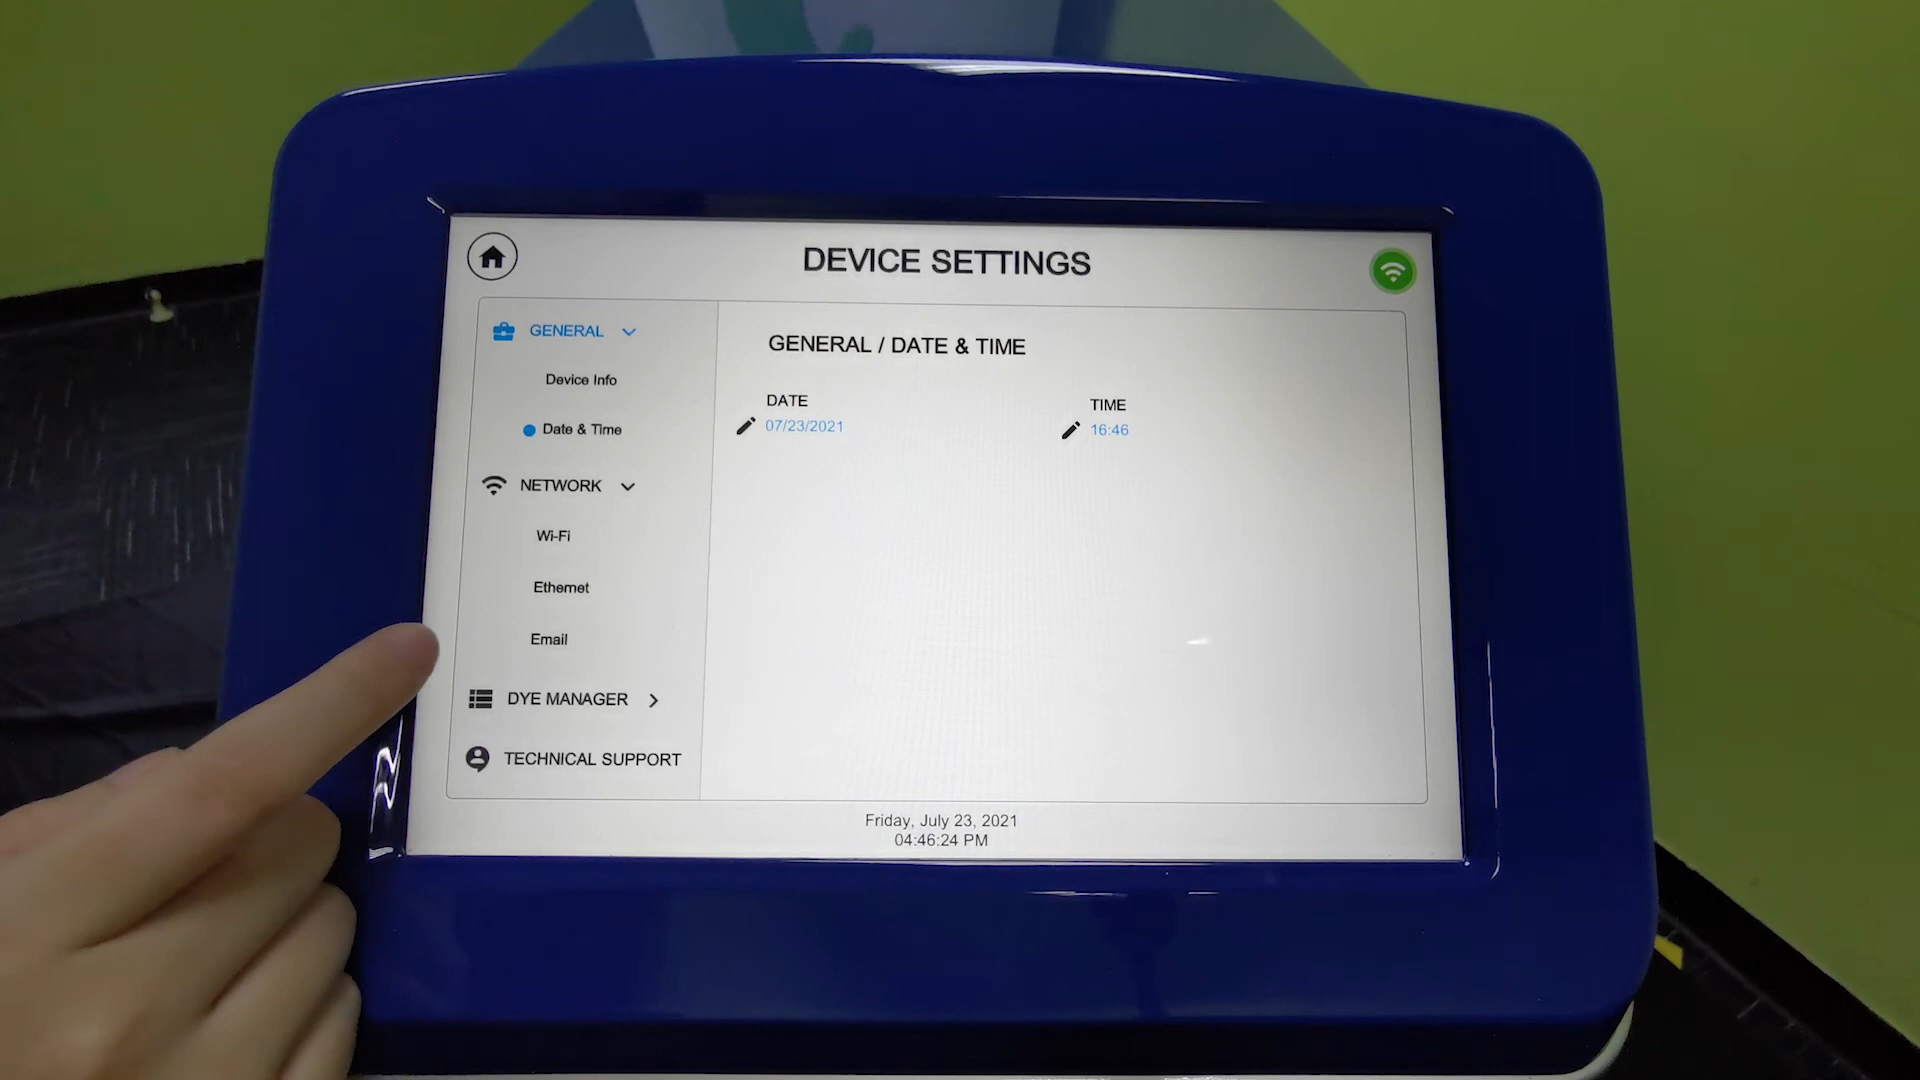 DEVICE SETTINGS
GENERAL
Device Info
Date & Time
NETWORK
Wi-Fi
Ethernet
Email
DYE MANAGER
TECHNICAL SUPPORT
GENERAL / DATE & TIME
DATE
07/23/2021
TIME
16:46
Friday, July 23, 2021
04:46:24 PM